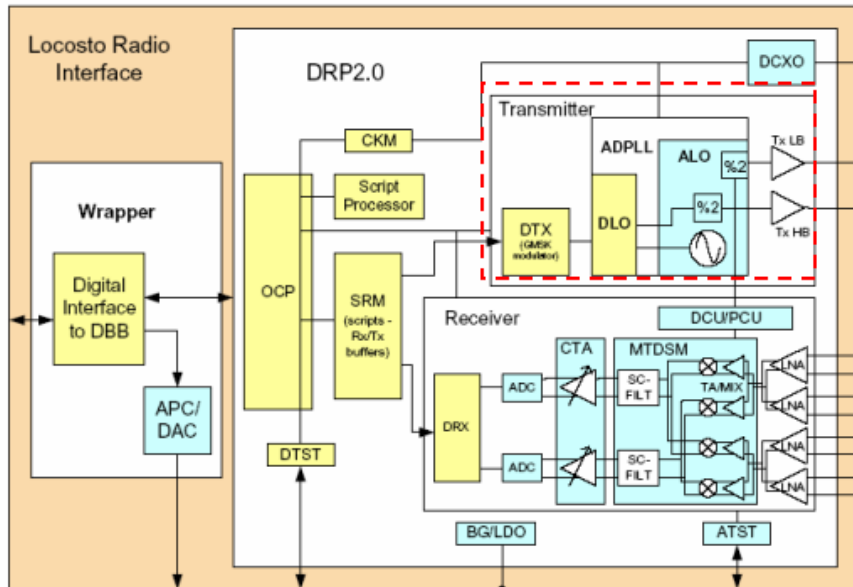 Locosto Radio
Interface
DRP2.0
DCXO
Transmitter
CKM
ADPLL
ALO
Tx LB
%2
Script
Processor
Wrapper
%2
DLO
DTX
(GMSK
modulator)
Tx HB
Digital
Interface
to DBB
OCP
SRM
(scripts -
Rx/Tx
buffers)
Receiver
DCU/PCU
CTA
MTDSM
TA/MIX
LNA
ADC
SC-
FILT
LNA
APC/
DAC
DRX
DTST
ADC
SC-
FILT
LNA
LNA
BG/LDO
ATST